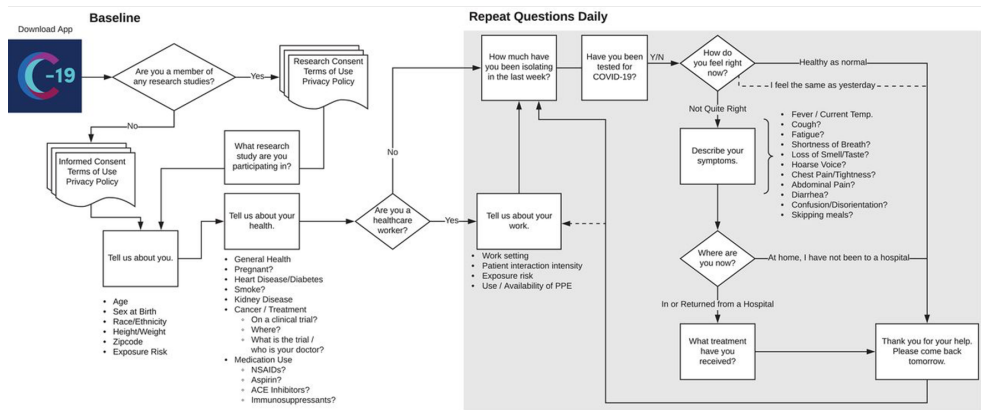 Baseline
Repeat Questions Daily
Download App
C-19
Are you a member of
any research studies?
Yes
Research Consent
Terms of Use
Privacy Policy
No
Informed Consent
Terms of Use
Privacy Policy
What research
study are you
participating in?
Tell us about you.
• Age
• Sex at Birth
• Race/Ethnicity
• Height/Weight
• Zipcode
• Exposure Risk
Tell us about your
health.
• General Health
• Pregnant?
• Heart Disease/Diabetes
• Smoke?
• Kidney Disease
• Cancer / Treatment
◦ On a clinical trial?
◦ Where?
◦ What is the trial /
who is your doctor?
• Medication Use
◦ NSAIDs?
◦ Aspirin?
◦ ACE Inhibitors?
◦ Immunosuppressants?
Are you a
healthcare
worker?
No
Yes
Tell us about your
work.
• Work setting
• Patient interaction intensity
• Exposure risk
• Use / Availability of PPE
How much have
you been isolating
in the last week?
Have you been
tested for
COVID-19?
Y/N
How do
you feel right
now?
Healthy as normal
I feel the same as yesterday
Not Quite Right
Describe your
symptoms.
• Fever / Current Temp.
• Cough?
• Fatigue?
• Shortness of Breath?
• Loss of Smell/Taste?
• Hoarse Voice?
• Chest Pain/Tightness?
• Abdominal Pain?
• Diarrhea?
• Confusion/Disorientation?
• Skipping meals?
Where are
you now?
At home, I have not been to a hospital
In or Returned from a Hospital
What treatment
have you
received?
Thank you for your help.
Please come back
tomorrow.